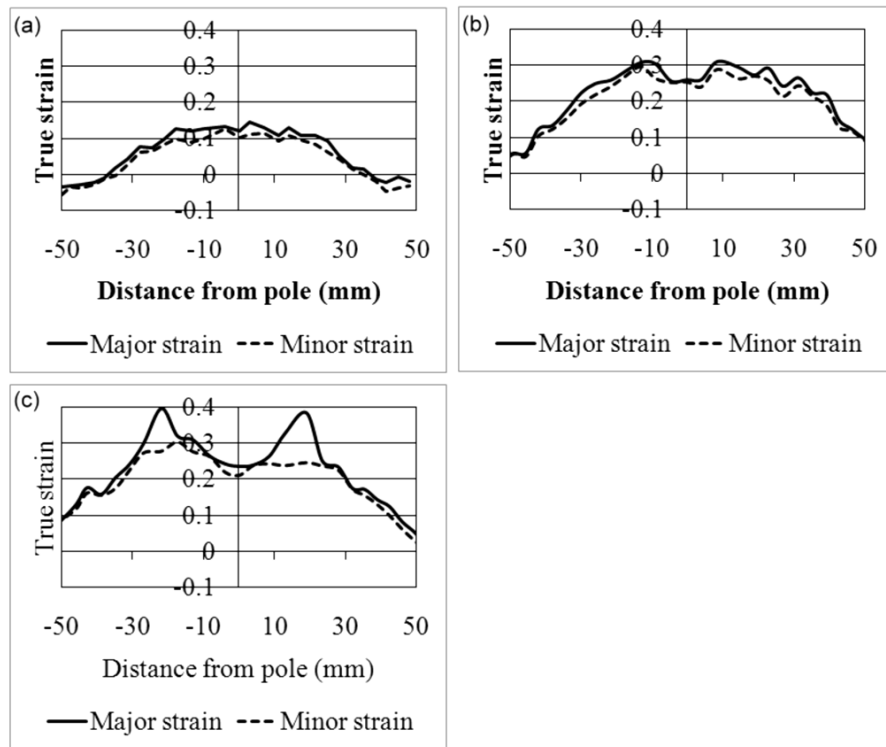 (a)
0.4
0.3
0.2
0.1
0
-0.1
True strain
-50 -30 -10 10 30 50
Distance from pole (mm)
Major strain Minor strain
(b)
0.4
0.3
0.2
0.1
0
-0.1
True strain
-50 -30 -10 10 30 50
Distance from pole (mm)
Major strain Minor strain
(c)
0.4
0.3
0.2
0.1
0
-0.1
True strain
-50 -30 -10 10 30 50
Distance from pole (mm)
Major strain Minor strain